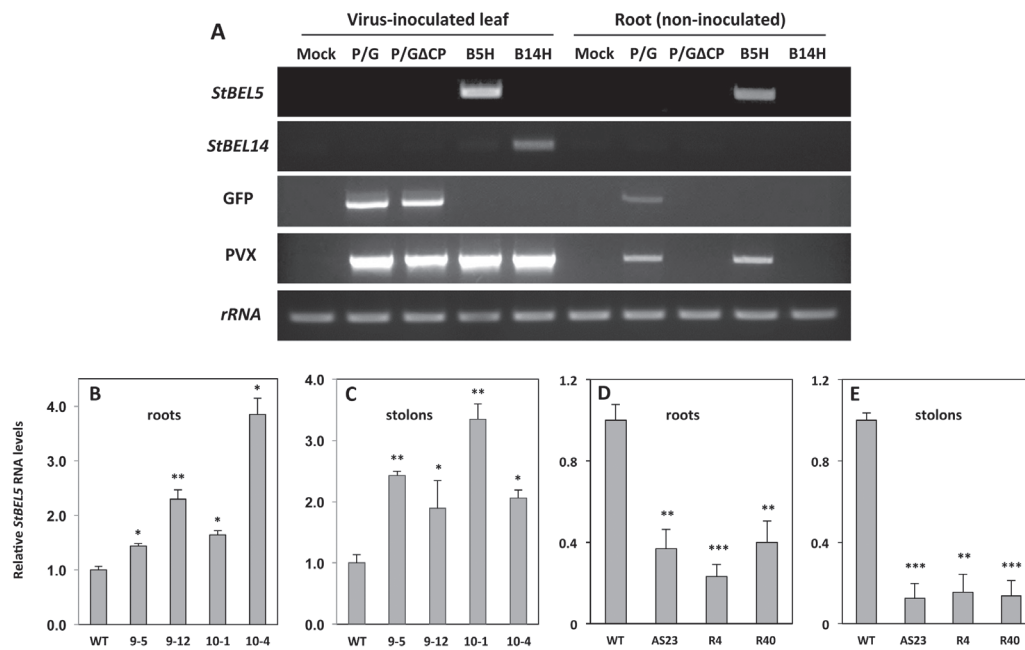 A
Virus-inoculated leaf
Root (non-inoculated)
Mock P/G P/GΔCP B5H B14H Mock P/G P/GΔCP B5H B14H
StBEL5
StBEL14
GFP
PVX
rRNA
Relative StBEL5 RNA levels
B
roots
4.0
3.0
2.0
1.0
0.0
*
**
*
*
WT 9-5 9-12 10-1 10-4
C
stolons
4.0
3.0
2.0
1.0
0.0
**
*
**
*
WT 9-5 9-12 10-1 10-4
D
roots
1.2
0.8
0.4
0
**
***
**
WT AS23 R4 R40
E
stolons
1.2
0.8
0.4
0
***
**
***
WT AS23 R4 R40